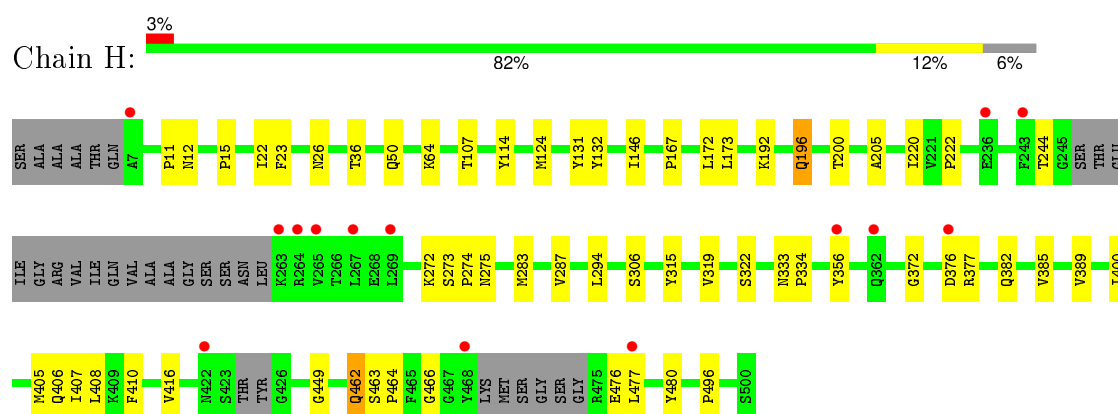 3%
Chain H:
82% 12% 6%
SER ALA ALA ALA ALA THR GLN A7 P11 N12 P15 I22 F23 N26 T36 Q50 K64 T107 Y114 M124 Y131 Y132 I146 P167 L172 L173 K192 Q196 T200 A205 I220 V221 P222 E236 F243 T244 G245 SER THR GLU
ILE GLY ARG VAL ILE GLN VAL ALA ALA GLY SER SER ASN LEU K263 R264 V265 T266 L267 E268 L269 K272 S273 P274 N275 M283 V287 L294 S306 Y315 V319 S322 N333 P334 Y356 Q362 G372 D376 R377 Q382 V385 V389 I400
M405 Q406 I407 L408 K409 F410 V416 N422 S423 THR TYR G426 G449 Q462 S463 P464 F465 G466 G467 Y468 LYS MET SER GLY SER GLY R475 E476 L477 Y480 P496 S500